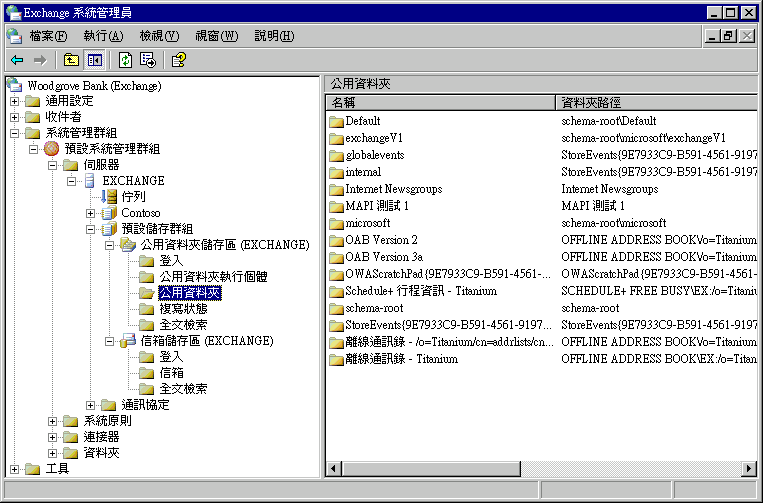 Exchange 系統管理員
檔案(F) 執行(A) 檢視(V) 視窗(W) 說明(H)
Woodgrove Bank (Exchange)
通用設定
收件者
系統管理群組
預設系統管理群組
伺服器
EXCHANGE
佇列
Contoso
預設儲存群組
公用資料夾儲存區 (EXCHANGE)
登入
公用資料夾執行個體
公用資料夾
複寫狀態
全文檢索
信箱儲存區 (EXCHANGE)
登入
信箱
全文檢索
通訊協定
系統原則
連接器
資料夾
工具
公用資料夾
名稱 資料夾路徑
Default schema-root\Default
exchangeV1 schema-root\microsoft\exchangeV1
globalevents StoreEvents{9E7933C9-B591-4561-9197
internal StoreEvents{9E7933C9-B591-4561-9197
Internet Newsgroups Internet Newsgroups
MAPI 測試 1 MAPI 測試 1
microsoft schema-root\microsoft
OAB Version 2 OFFLINE ADDRESS BOOK\/o=Titanium
OAB Version 3a OFFLINE ADDRESS BOOK\/o=Titanium
OWAScratchPad{9E7933C9-B591-4561-... OWAScratchPad{9E7933C9-B591-4561-
Schedule+ 行程資訊 - Titanium SCHEDULE+ FREE BUSY\EX:/o=Titanium
schema-root schema-root
StoreEvents{9E7933C9-B591-4561-9197... StoreEvents{9E7933C9-B591-4561-9197
離線通訊錄 - /o=Titanium/cn=addrlists/cn... OFFLINE ADDRESS BOOK\/o=Titanium
離線通訊錄 - Titanium OFFLINE ADDRESS BOOK\EX:/o=Titan